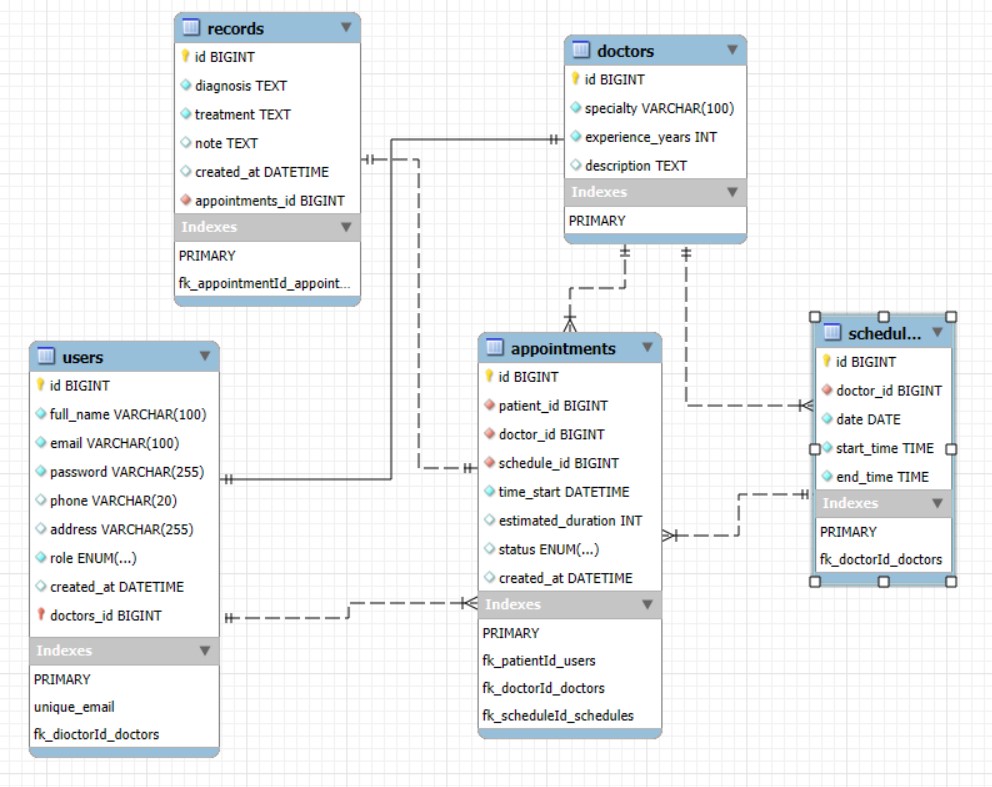 records
id BIGINT
diagnosis TEXT
treatment TEXT
note TEXT
created_at DATETIME
appointments_id BIGINT
Indexes
PRIMARY
fk_appointmentId_appoint...
doctors
id BIGINT
specialty VARCHAR(100)
experience_years INT
description TEXT
Indexes
PRIMARY
users
id BIGINT
full_name VARCHAR(100)
email VARCHAR(100)
password VARCHAR(255)
phone VARCHAR(20)
address VARCHAR(255)
role ENUM(...)
created_at DATETIME
doctors_id BIGINT
Indexes
PRIMARY
unique_email
fk_dioctorId_doctors
appointments
id BIGINT
patient_id BIGINT
doctor_id BIGINT
schedule_id BIGINT
time_start DATETIME
estimated_duration INT
status ENUM(...)
created_at DATETIME
Indexes
PRIMARY
fk_patientId_users
fk_doctorId_doctors
fk_scheduleId_schedules
schedul...
id BIGINT
doctor_id BIGINT
date DATE
start_time TIME
end_time TIME
Indexes
PRIMARY
fk_doctorId_doctors